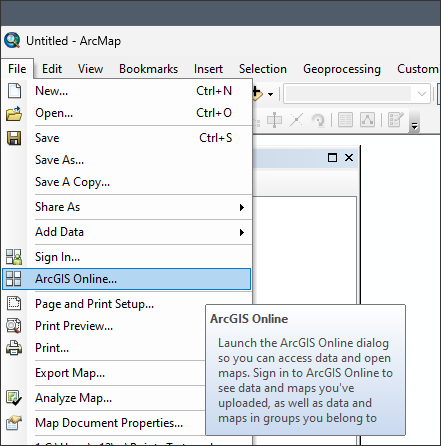 Untitled - ArcMap
File Edit View Bookmarks Insert Selection Geoprocessing Custom
New... Ctrl+N
Open... Ctrl+O
Save Ctrl+S
Save As...
Save A Copy...
Share As
Add Data
Sign In...
ArcGIS Online...
Page and Print Setup...
Print Preview...
Print...
Export Map...
Analyze Map...
Map Document Properties...
ArcGIS Online
Launch the ArcGIS Online dialog
so you can access data and open
maps. Sign in to ArcGIS Online to
see data and maps you've
uploaded, as well as data and
maps in groups you belong to